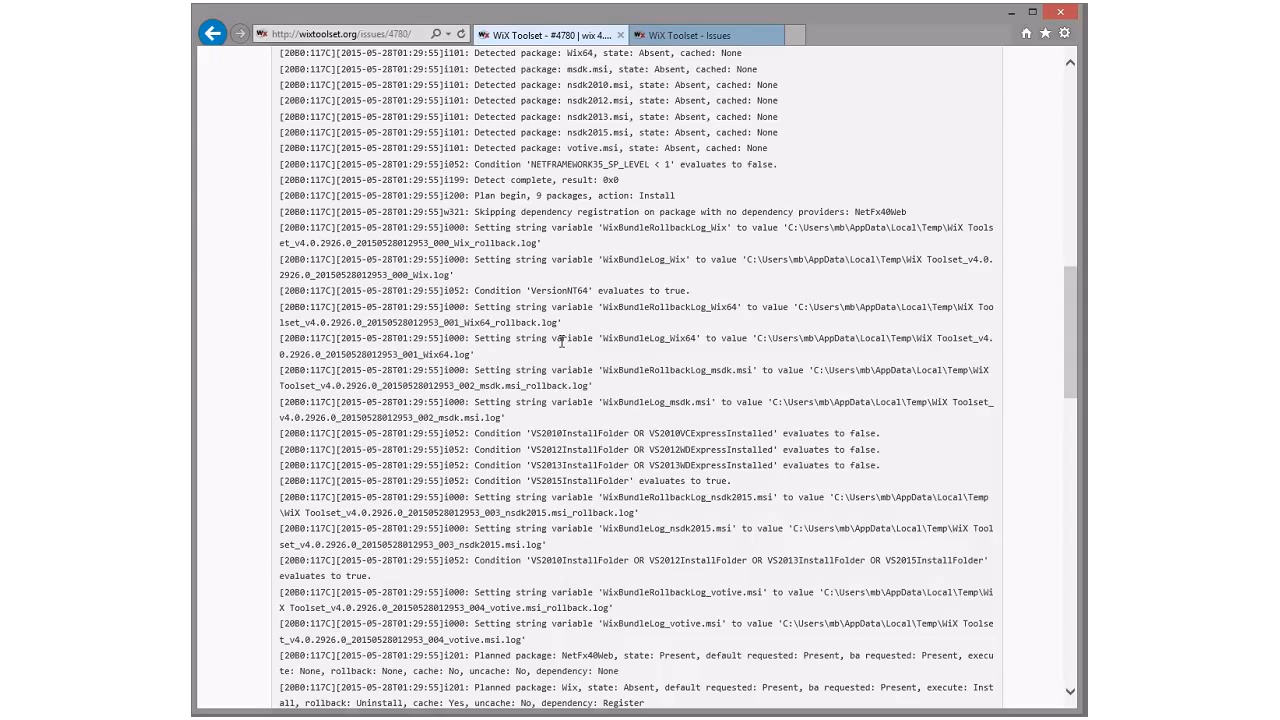 http://wixtoolset.org/issues/4780/
WiX Toolset - #4780 | wix 4....
WiX Toolset - Issues
[20B0:117C][2015-05-28T01:29:55]i101: Detected package: Wix64, state: Absent, cached: None
[20B0:117C][2015-05-28T01:29:55]i101: Detected package: msdk.msi, state: Absent, cached: None
[20B0:117C][2015-05-28T01:29:55]i101: Detected package: nsdk2010.msi, state: Absent, cached: None
[20B0:117C][2015-05-28T01:29:55]i101: Detected package: nsdk2012.msi, state: Absent, cached: None
[20B0:117C][2015-05-28T01:29:55]i101: Detected package: nsdk2013.msi, state: Absent, cached: None
[20B0:117C][2015-05-28T01:29:55]i101: Detected package: nsdk2015.msi, state: Absent, cached: None
[20B0:117C][2015-05-28T01:29:55]i101: Detected package: votive.msi, state: Absent, cached: None
[20B0:117C][2015-05-28T01:29:55]i052: Condition 'NETFRAMEWORK35_SP_LEVEL < 1' evaluates to false.
[20B0:117C][2015-05-28T01:29:55]i199: Detect complete, result: 0x0
[20B0:117C][2015-05-28T01:29:55]i200: Plan begin, 9 packages, action: Install
[20B0:117C][2015-05-28T01:29:55]w321: Skipping dependency registration on package with no dependency providers: NetFx40Web
[20B0:117C][2015-05-28T01:29:55]i000: Setting string variable 'WixBundleRollbackLog_Wix' to value 'C:\Users\mb\AppData\Local\Temp\WiX Tools
et_v4.0.2926.0_20150528012953_000_Wix_rollback.log'
[20B0:117C][2015-05-28T01:29:55]i000: Setting string variable 'WixBundleLog_Wix' to value 'C:\Users\mb\AppData\Local\Temp\WiX Toolset_v4.0.
2926.0_20150528012953_000_Wix.log'
[20B0:117C][2015-05-28T01:29:55]i052: Condition 'VersionNT64' evaluates to true.
[20B0:117C][2015-05-28T01:29:55]i000: Setting string variable 'WixBundleRollbackLog_Wix64' to value 'C:\Users\mb\AppData\Local\Temp\WiX Too
lset_v4.0.2926.0_20150528012953_001_Wix64_rollback.log'
[20B0:117C][2015-05-28T01:29:55]i000: Setting string variable 'WixBundleLog_Wix64' to value 'C:\Users\mb\AppData\Local\Temp\WiX Toolset_v4.
0.2926.0_20150528012953_001_Wix64.log'
[20B0:117C][2015-05-28T01:29:55]i000: Setting string variable 'WixBundleRollbackLog_msdk.msi' to value 'C:\Users\mb\AppData\Local\Temp\WiX
Toolset_v4.0.2926.0_20150528012953_002_msdk.msi_rollback.log'
[20B0:117C][2015-05-28T01:29:55]i000: Setting string variable 'WixBundleLog_msdk.msi' to value 'C:\Users\mb\AppData\Local\Temp\WiX Toolset_
v4.0.2926.0_20150528012953_002_msdk.msi.log'
[20B0:117C][2015-05-28T01:29:55]i052: Condition 'VS2010InstallFolder OR VS2010VCExpressInstalled' evaluates to false.
[20B0:117C][2015-05-28T01:29:55]i052: Condition 'VS2012InstallFolder OR VS2012WDExpressInstalled' evaluates to false.
[20B0:117C][2015-05-28T01:29:55]i052: Condition 'VS2013InstallFolder OR VS2013WDExpressInstalled' evaluates to false.
[20B0:117C][2015-05-28T01:29:55]i052: Condition 'VS2015InstallFolder' evaluates to true.
[20B0:117C][2015-05-28T01:29:55]i000: Setting string variable 'WixBundleRollbackLog_nsdk2015.msi' to value 'C:\Users\mb\AppData\Local\Temp
\WiX Toolset_v4.0.2926.0_20150528012953_003_nsdk2015.msi_rollback.log'
[20B0:117C][2015-05-28T01:29:55]i000: Setting string variable 'WixBundleLog_nsdk2015.msi' to value 'C:\Users\mb\AppData\Local\Temp\WiX Tool
set_v4.0.2926.0_20150528012953_003_nsdk2015.msi.log'
[20B0:117C][2015-05-28T01:29:55]i052: Condition 'VS2010InstallFolder OR VS2012InstallFolder OR VS2013InstallFolder OR VS2015InstallFolder'
evaluates to true.
[20B0:117C][2015-05-28T01:29:55]i000: Setting string variable 'WixBundleRollbackLog_votive.msi' to value 'C:\Users\mb\AppData\Local\Temp\Wi
X Toolset_v4.0.2926.0_20150528012953_004_votive.msi_rollback.log'
[20B0:117C][2015-05-28T01:29:55]i000: Setting string variable 'WixBundleLog_votive.msi' to value 'C:\Users\mb\AppData\Local\Temp\WiX Toolse
t_v4.0.2926.0_20150528012953_004_votive.msi.log'
[20B0:117C][2015-05-28T01:29:55]i201: Planned package: NetFx40Web, state: Present, default requested: Present, ba requested: Present, execu
te: None, rollback: None, cache: No, uncache: No, dependency: None
[20B0:117C][2015-05-28T01:29:55]i201: Planned package: Wix, state: Absent, default requested: Present, ba requested: Present, execute: Inst
all, rollback: Uninstall, cache: Yes, uncache: No, dependency: Register